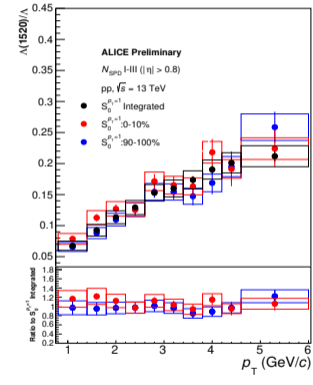 Λ(1520)/Λ
0.45
0.4
0.35
0.3
0.25
0.2
0.15
0.1
0.05
ALICE Preliminary
N_SPD I-III (|η| > 0.8)
pp, √s = 13 TeV
S_0^{p_T=1} Integrated
S_0^{p_T=1}:0-10%
S_0^{p_T=1}:90-100%
Ratio to S_0^{p_T=1} Integrated
1.8
1.6
1.4
1.2
1
0.8
0.6
0.4
0.2
1 2 3 4 5 6
p_T (GeV/c)